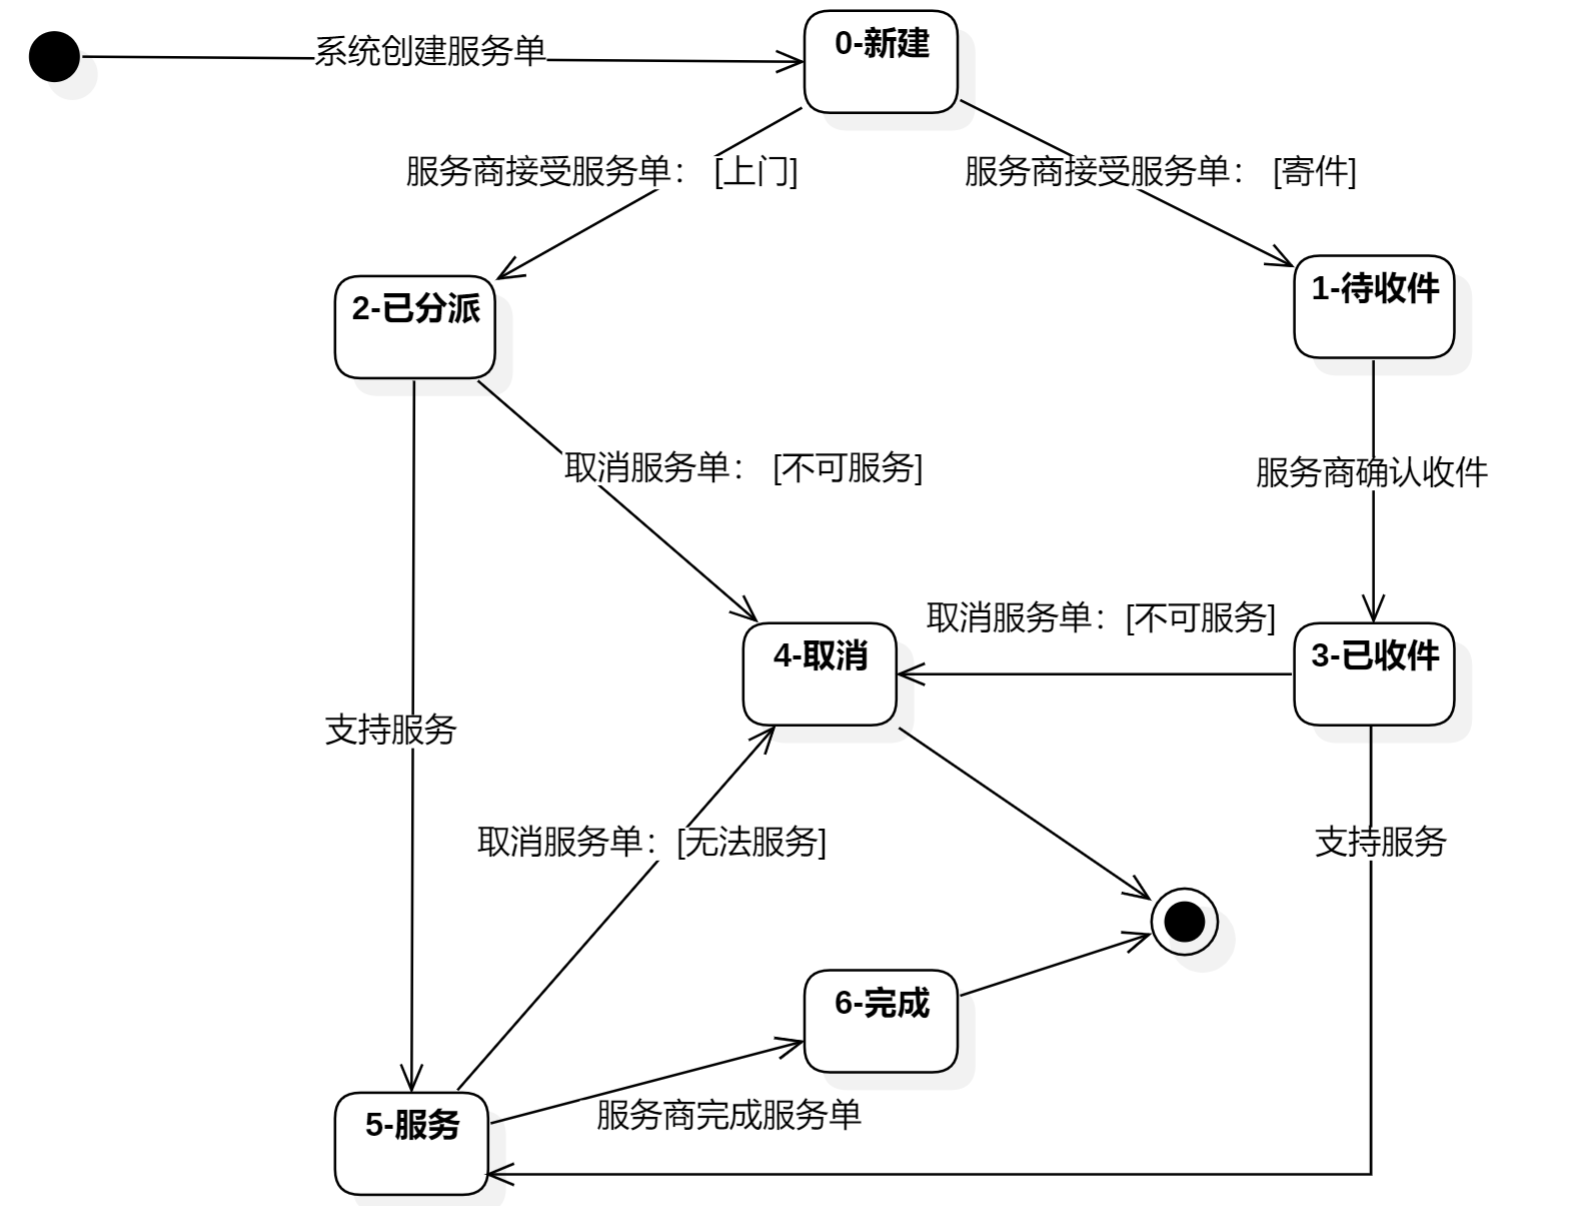 系统创建服务单
0-新建
服务商接受服务单： [上门]
服务商接受服务单： [寄件]
2-已分派
1-待收件
取消服务单： [不可服务]
服务商确认收件
取消服务单：[不可服务]
4-取消
3-已收件
支持服务
取消服务单：[无法服务]
支持服务
6-完成
服务商完成服务单
5-服务